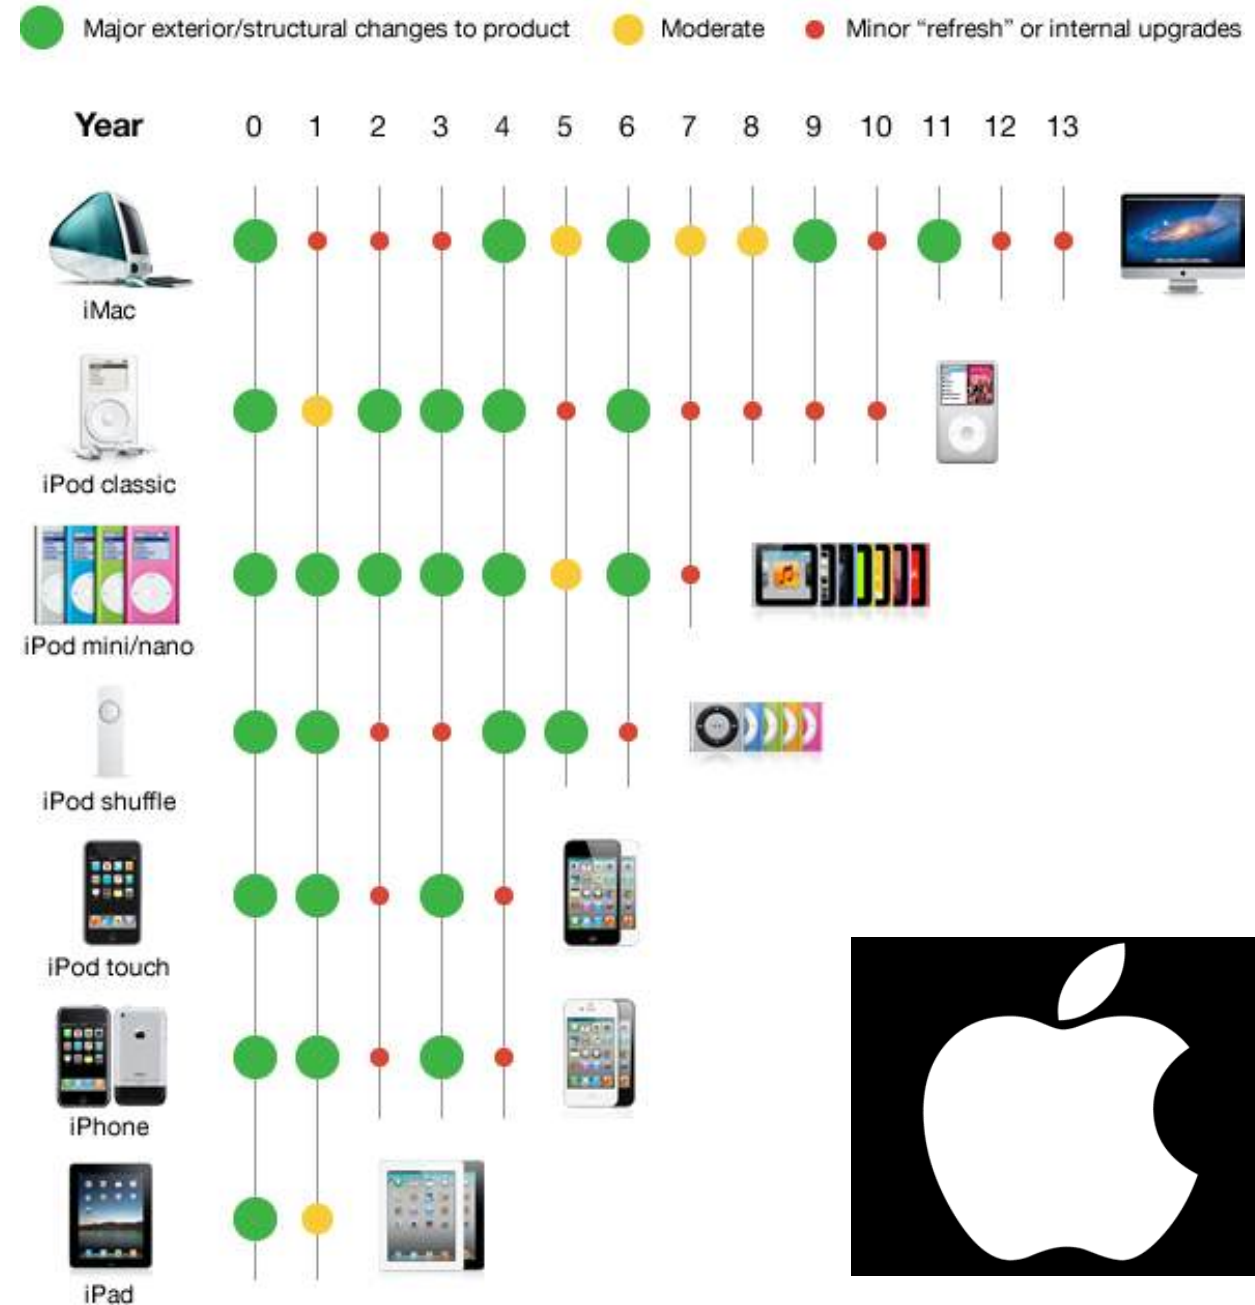 Major exterior/structural changes to product Moderate Minor “refresh” or internal upgrades
Year 0 1 2 3 4 5 6 7 8 9 10 11 12 13
iMac
iPod classic
iPod mini/nano
iPod shuffle
iPod touch
iPhone
iPad